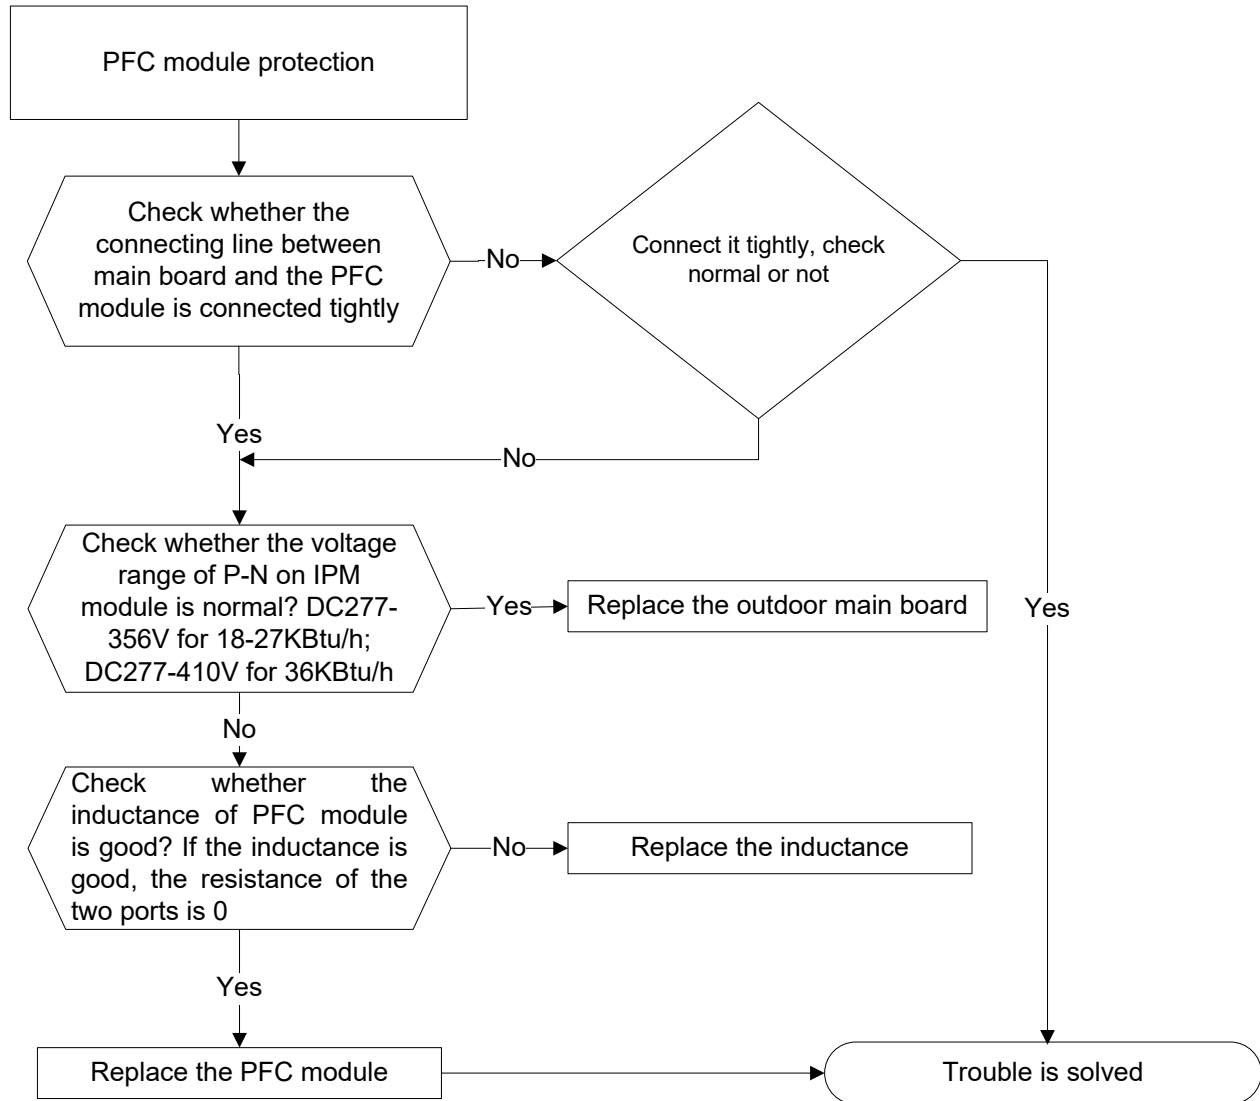 PFC module protection
Check whether the
connecting line between
main board and the PFC
module is connected tightly
No
Connect it tightly, check
normal or not
Yes
No
Check whether the voltage
range of P-N on IPM
module is normal? DC277-
356V for 18-27KBtu/h;
DC277-410V for 36KBtu/h
Yes
Replace the outdoor main board
Yes
No
Check whether the
inductance of PFC module
is good? If the inductance is
good, the resistance of the
two ports is 0
No
Replace the inductance
Yes
Replace the PFC module
Trouble is solved